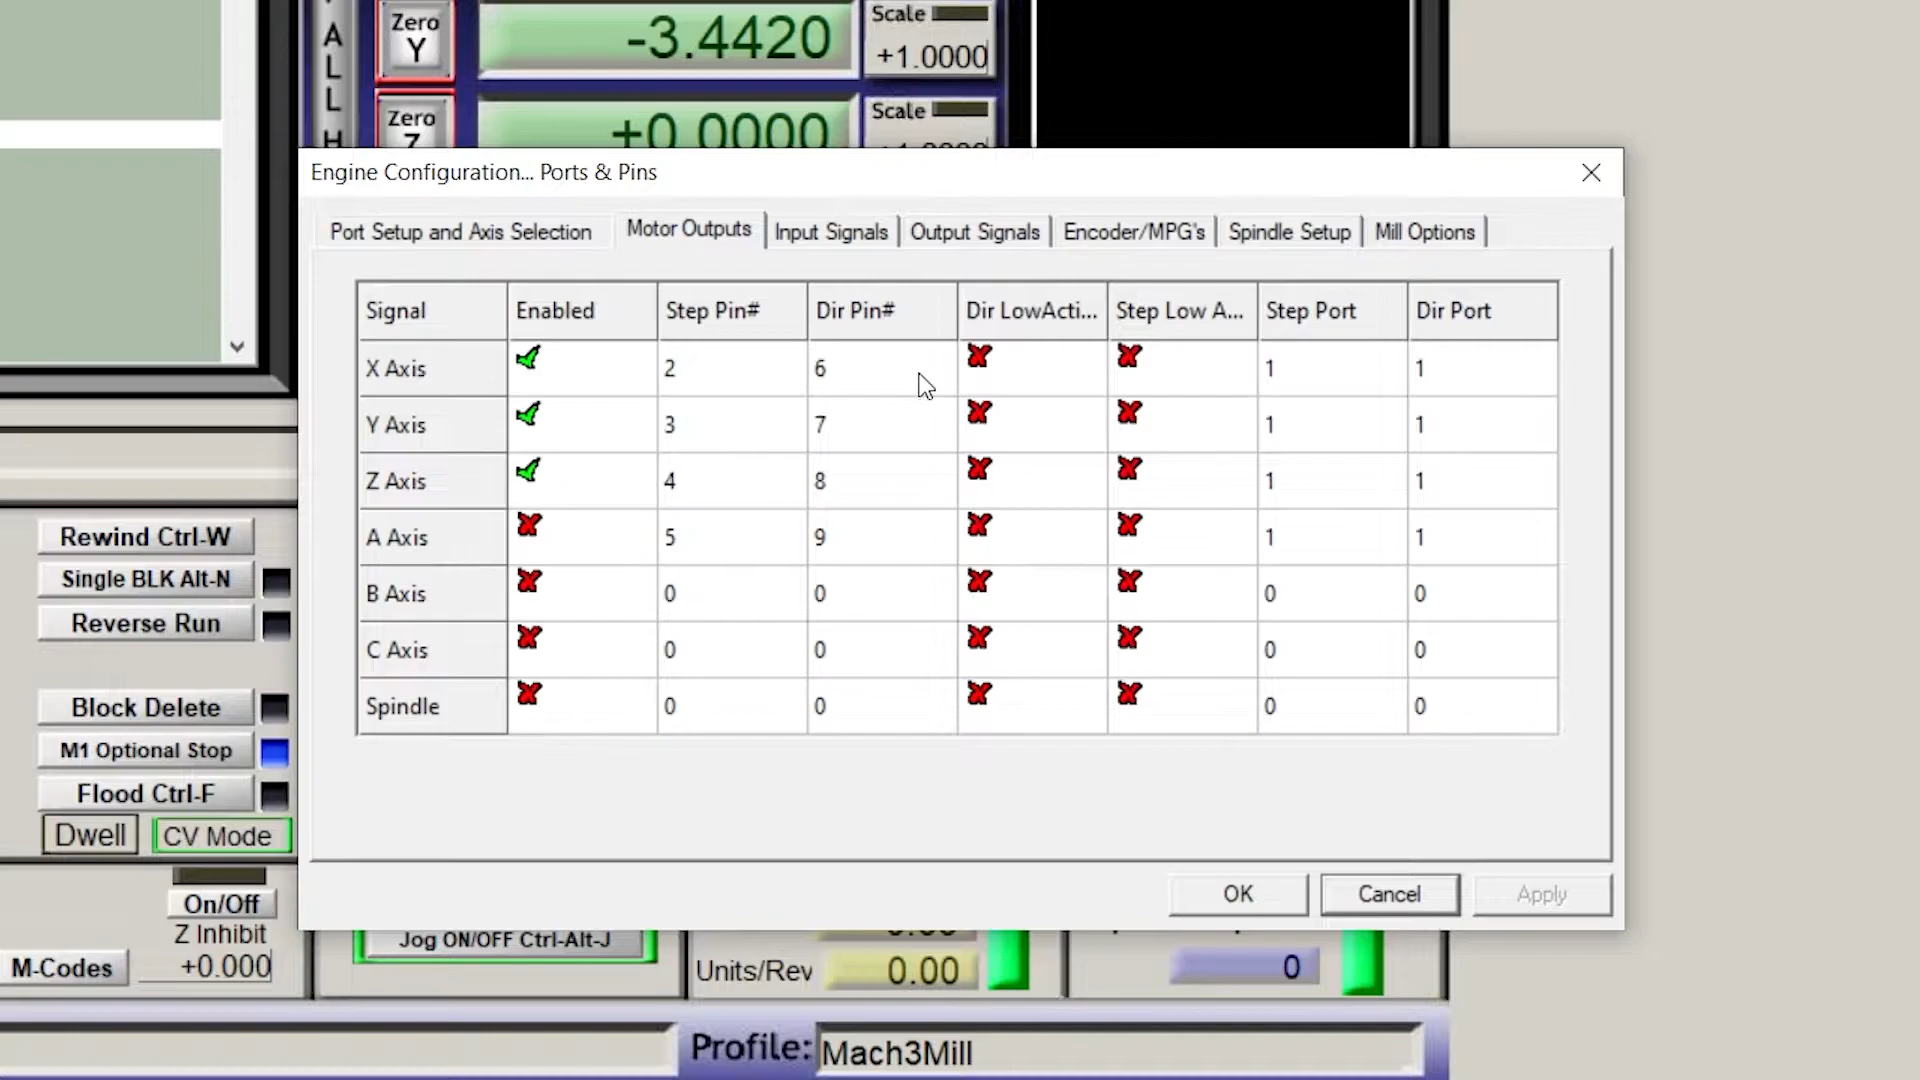 ALL H
Zero
Y
-3.4420
Scale
+1.0000
Zero
Z
+0.0000
Scale
Engine Configuration... Ports & Pins
Port Setup and Axis Selection Motor Outputs Input Signals Output Signals Encoder/MPG's Spindle Setup Mill Options
Signal Enabled Step Pin# Dir Pin# Dir LowActi... Step Low A... Step Port Dir Port
X Axis 2 6 1 1
Y Axis 3 7 1 1
Z Axis 4 8 1 1
A Axis 5 9 1 1
B Axis 0 0 0 0
C Axis 0 0 0 0
Spindle 0 0 0 0
OK Cancel Apply
Rewind Ctrl-W
Single BLK Alt-N
Reverse Run
Block Delete
M1 Optional Stop
Flood Ctrl-F
Dwell CV Mode
On/Off
Z Inhibit
M-Codes +0.000
Jog ON/OFF Ctrl-Alt-J
Units/Rev 0.00
0
Profile: Mach3Mill